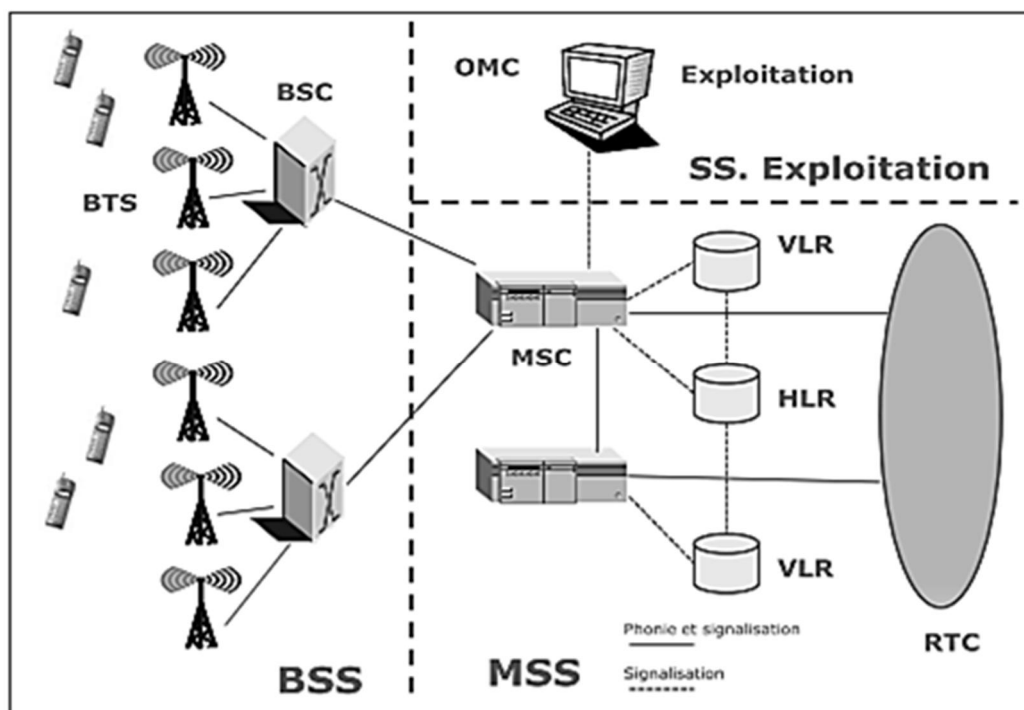 OMC
Exploitation
BSC
SS. Exploitation
BTS
VLR
MSC
HLR
VLR
Phonie et signalisation
RTC
Signalisation
BSS
MSS